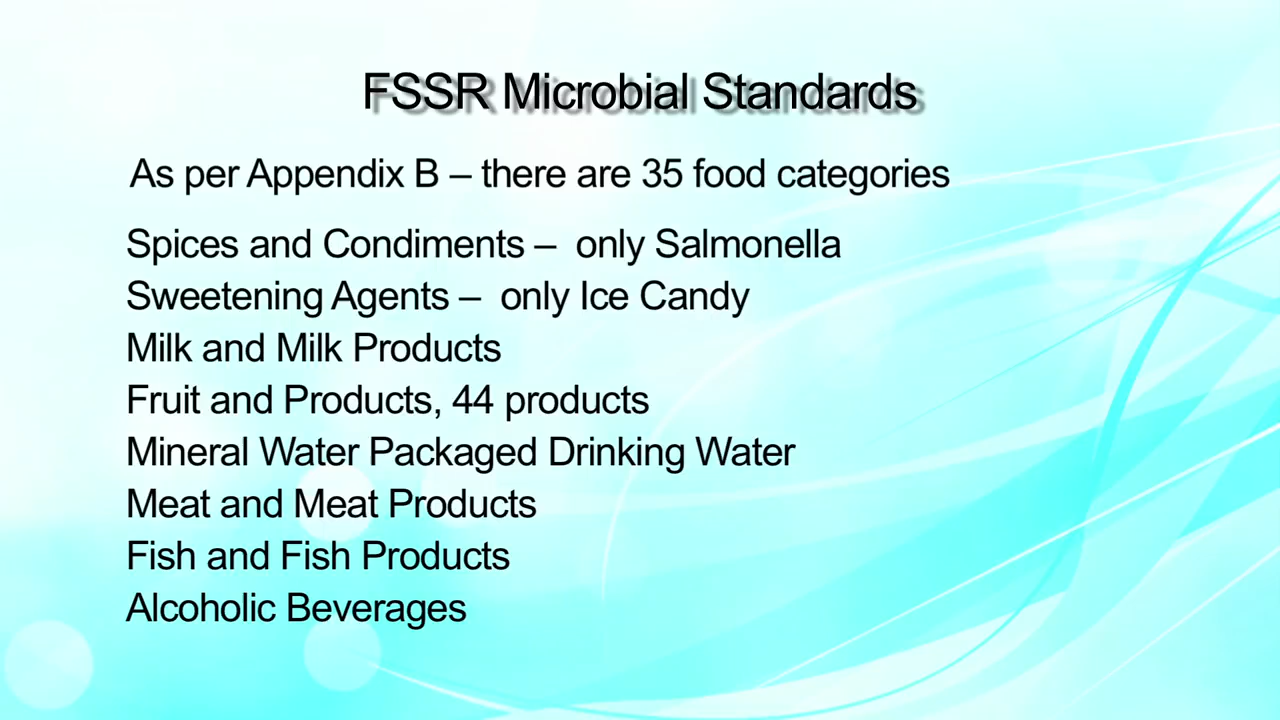 FSSR Microbial Standards
As per Appendix B – there are 35 food categories
Spices and Condiments – only Salmonella
Sweetening Agents – only Ice Candy
Milk and Milk Products
Fruit and Products, 44 products
Mineral Water Packaged Drinking Water
Meat and Meat Products
Fish and Fish Products
Alcoholic Beverages